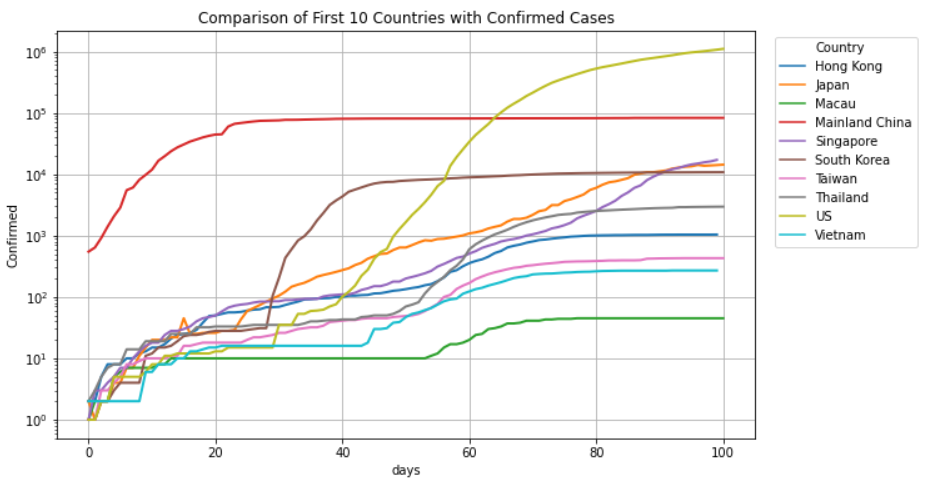 Comparison of First 10 Countries with Confirmed Cases
10⁶
10⁵
10⁴
10³
10²
10¹
10⁰
Confirmed
0 20 40 60 80 100
days
Country
Hong Kong
Japan
Macau
Mainland China
Singapore
South Korea
Taiwan
Thailand
US
Vietnam